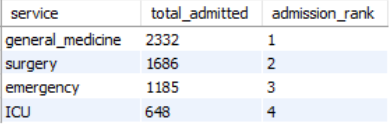 service total_admitted admission_rank
general_medicine 2332 1
surgery 1686 2
emergency 1185 3
ICU 648 4